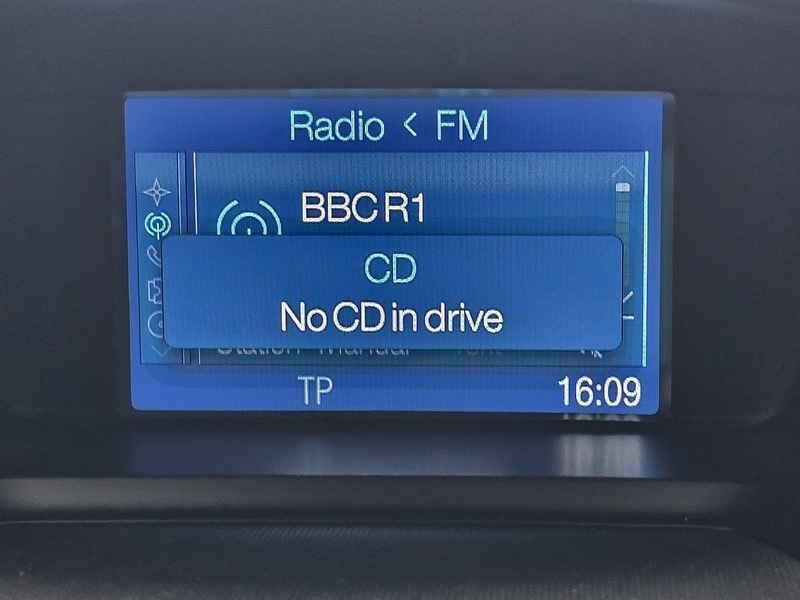 Radio < FM
BBC R1
CD
No CD in drive
TP
16:09